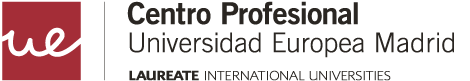 ue
Centro Profesional
Universidad Europea Madrid
LAUREATE INTERNATIONAL UNIVERSITIES